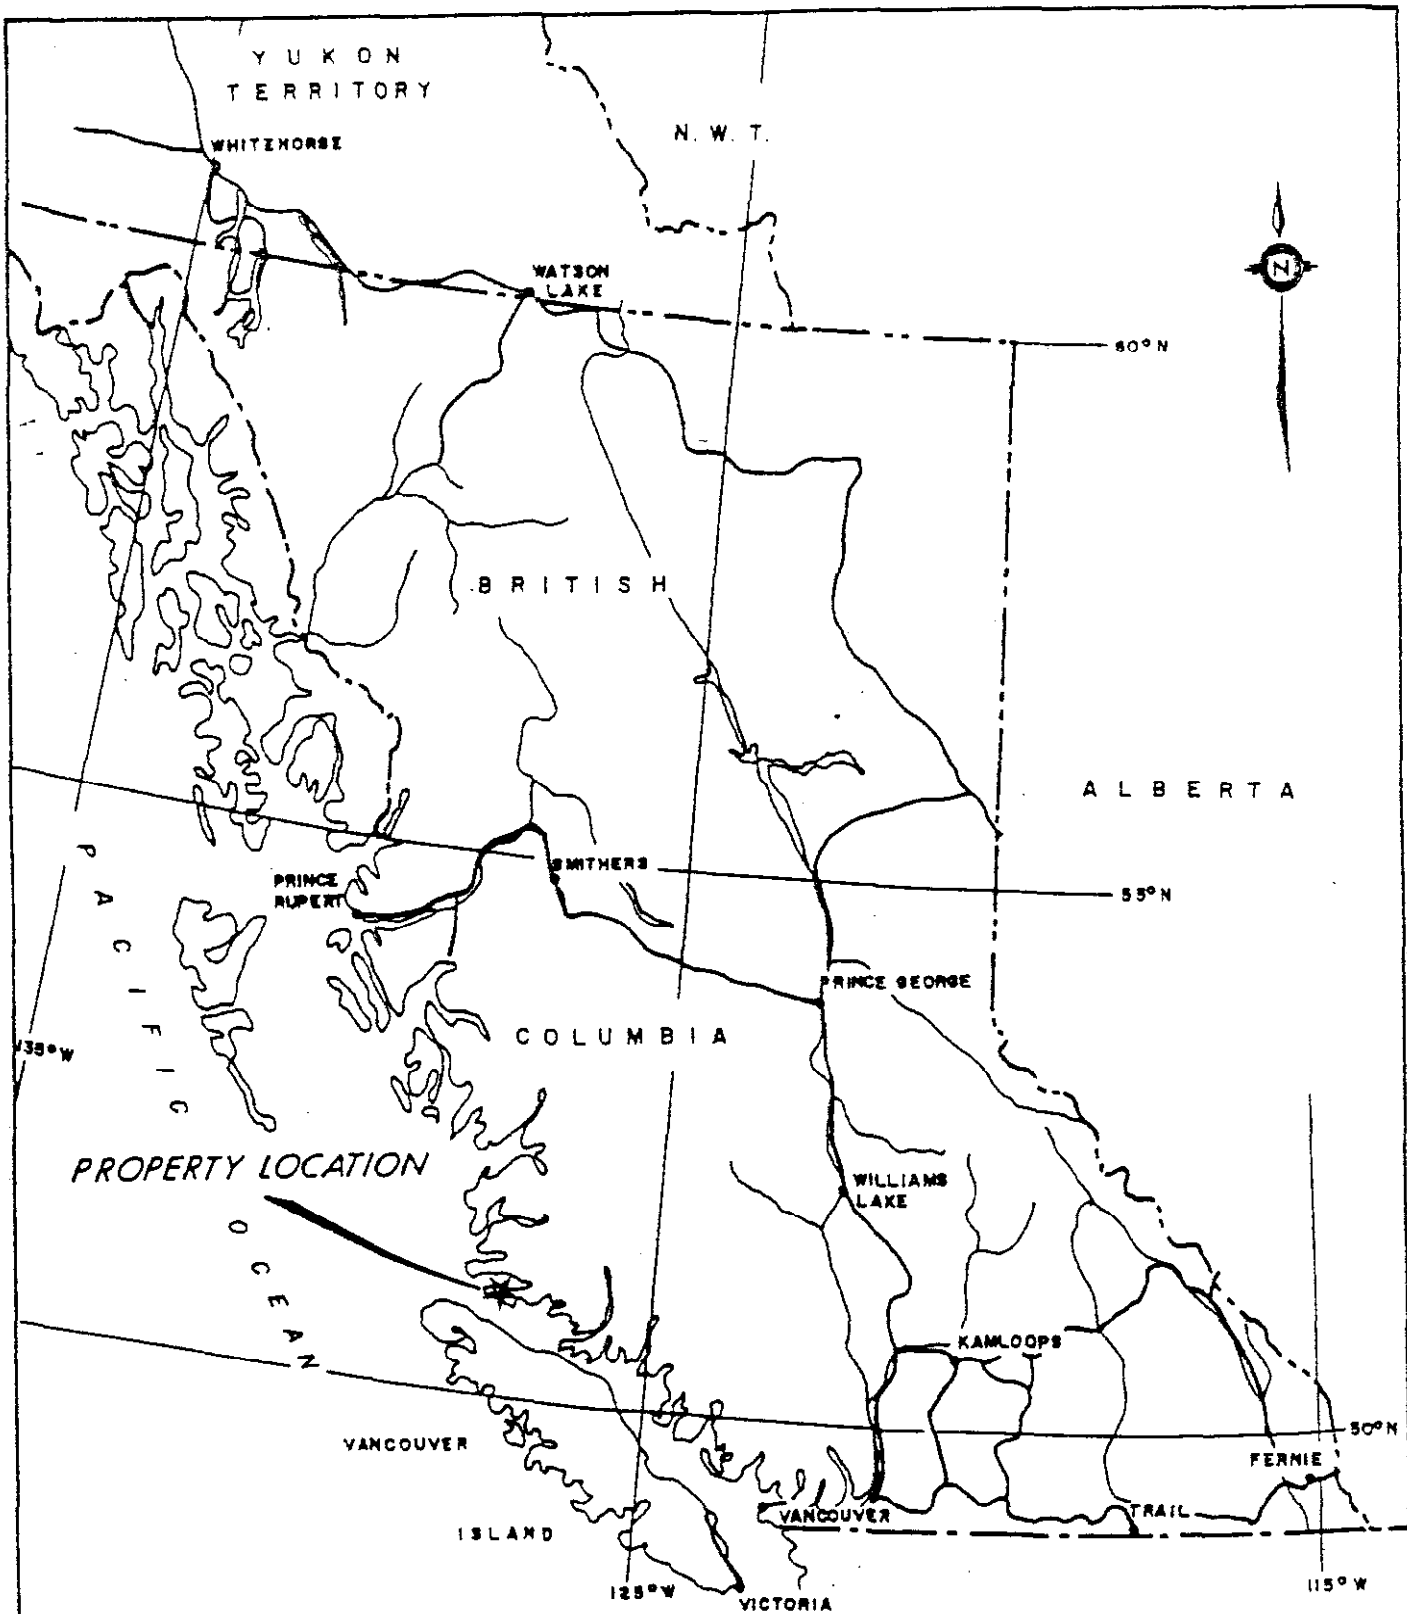 YUKON
TERRITORY
N. W. T.
WHITEHORSE
N
WATSON
LAKE
60° N
BRITISH
ALBERTA
PACIFIC OCEAN
SMITHERS
PRINCE
RUPERT
55° N
PRINCE GEORGE
COLUMBIA
135° W
PROPERTY LOCATION
WILLIAMS
LAKE
KAMLOOPS
50° N
VANCOUVER
ISLAND
FERNIE
VANCOUVER
TRAIL
125° W
115° W
VICTORIA